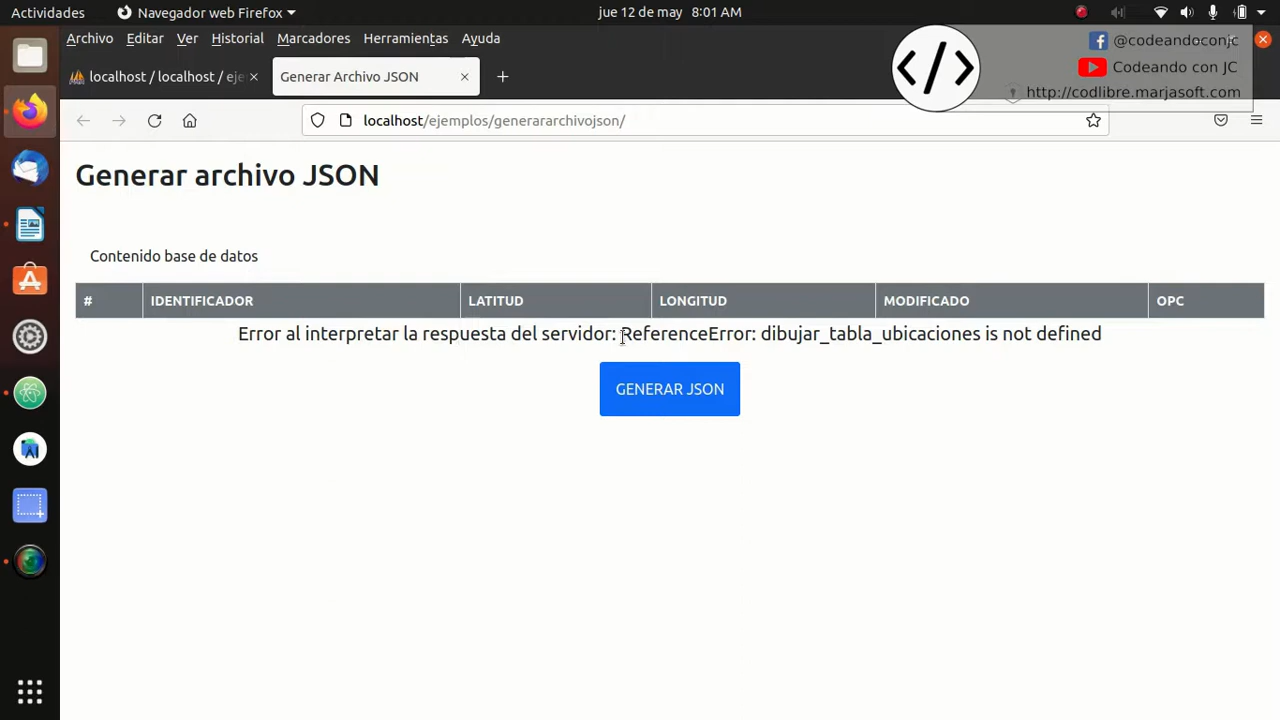 Actividades
Navegador web Firefox
jue 12 de may 8:01 AM
Archivo Editar Ver Historial Marcadores Herramientas Ayuda
@codeandoconjc
Codeando con JC
http://codlibre.marjasoft.com
localhost / localhost / eje
Generar Archivo JSON
localhost/ejemplos/generararchivojson/
Generar archivo JSON
Contenido base de datos
# IDENTIFICADOR LATITUD LONGITUD MODIFICADO OPC
Error al interpretar la respuesta del servidor: ReferenceError: dibujar_tabla_ubicaciones is not defined
GENERAR JSON